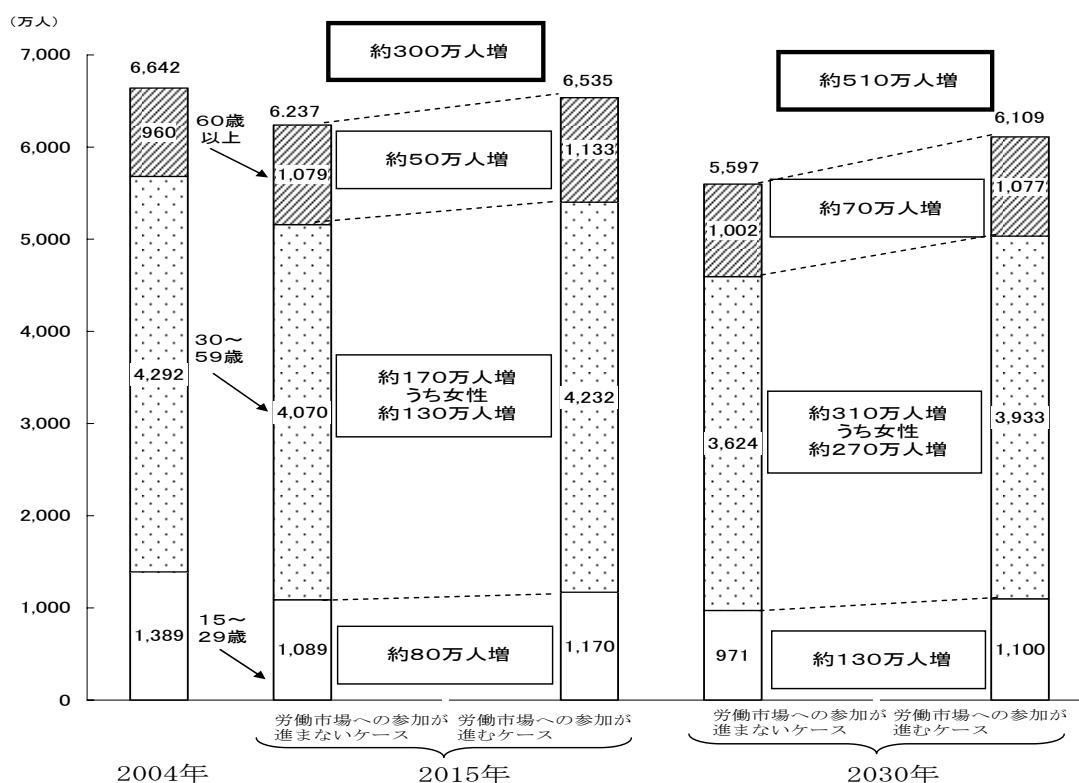 （万人）
7,000
6,000
5,000
4,000
3,000
2,000
1,000
0
6,642
960
4,292
1,389
60歳
以上
30～
59歳
15～
29歳
6.237
1,079
4,070
1,089
約300万人増
約50万人増
約170万人増
うち女性
約130万人増
約80万人増
6,535
1,133
4,232
1,170
5,597
1,002
3,624
971
約510万人増
約70万人増
約310万人増
うち女性
約270万人増
約130万人増
6,109
1,077
3,933
1,100
労働市場への参加が
進まないケース
労働市場への参加が
進むケース
労働市場への参加が
進まないケース
労働市場への参加が
進むケース
2004年
2015年
2030年